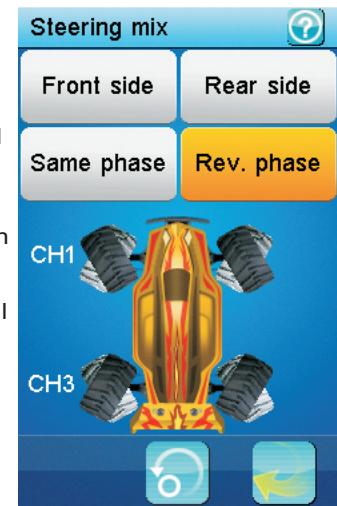 Steering mix ?
Front side Rear side
Same phase Rev. phase
CH1
CH3